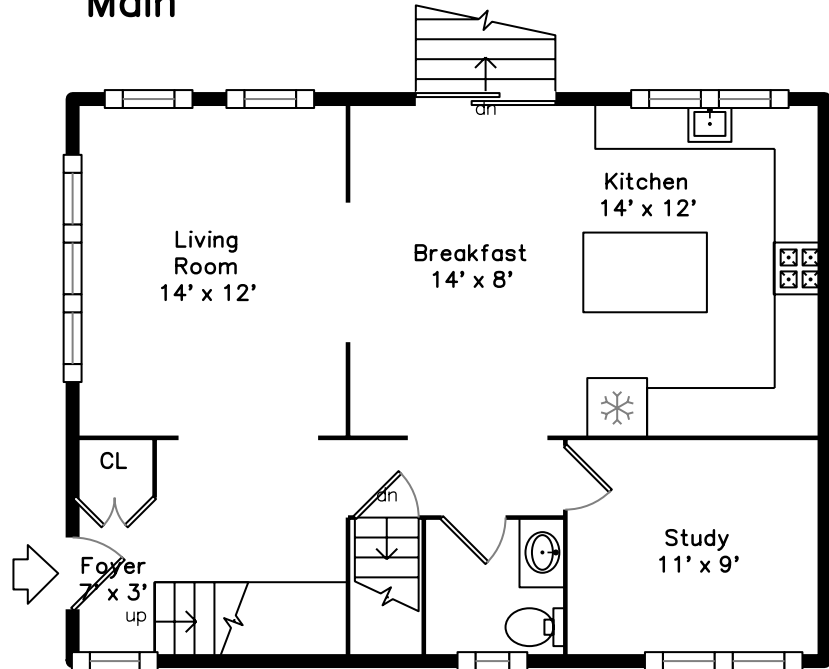 Main
dn
Kitchen
14' x 12'
Living
Room
14' x 12'
Breakfast
14' x 8'
CL
dn
Foyer
7' x 3'
up
Study
11' x 9'